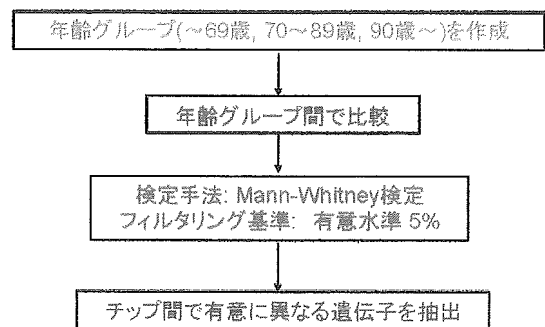 年齢グループ(～69歳, 70～89歳, 90歳～)を作成
年齢グループ間で比較
検定手法: Mann-Whitney検定
フィルタリング基準: 有意水準 5%
チップ間で有意に異なる遺伝子を抽出